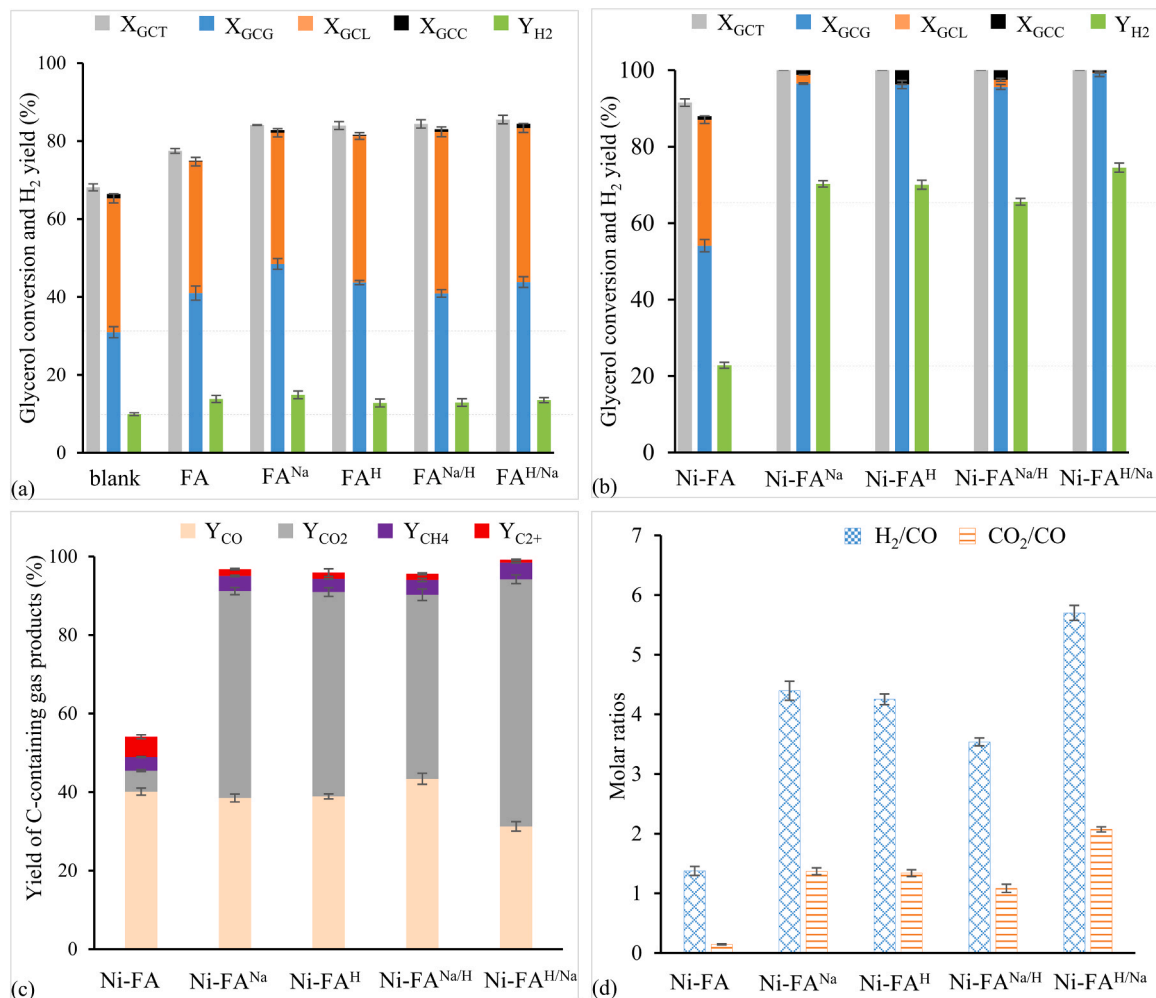 X_GCT X_GCG X_GCL X_GCC Y_H2
Glycerol conversion and H₂ yield (%)
100
80
60
40
20
0
blank FA FA^Na FA^H FA^Na/H FA^H/Na
(a)
X_GCT X_GCG X_GCL X_GCC Y_H2
Glycerol conversion and H₂ yield (%)
100
80
60
40
20
0
Ni-FA Ni-FA^Na Ni-FA^H Ni-FA^Na/H Ni-FA^H/Na
(b)
Y_CO Y_CO2 Y_CH4 Y_C2+
Yield of C-containing gas products (%)
100
80
60
40
20
0
Ni-FA Ni-FA^Na Ni-FA^H Ni-FA^Na/H Ni-FA^H/Na
(c)
H₂/CO CO₂/CO
Molar ratios
7
6
5
4
3
2
1
0
Ni-FA Ni-FA^Na Ni-FA^H Ni-FA^Na/H Ni-FA^H/Na
(d)